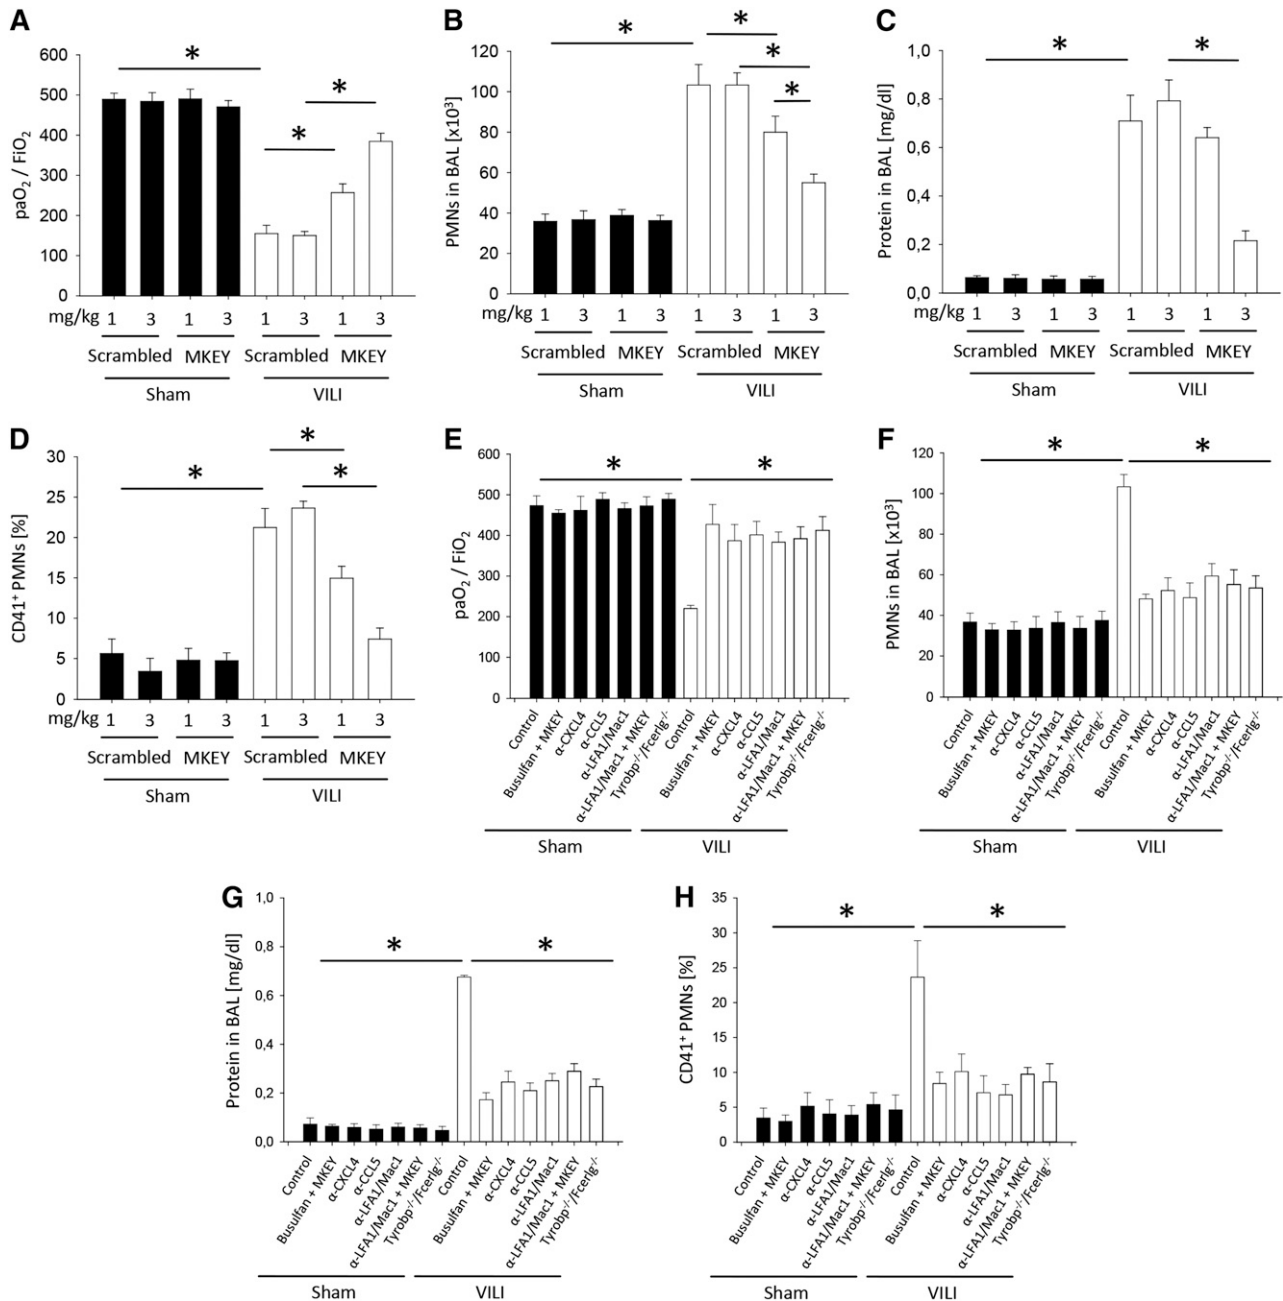 A
*
*
*
600
500
400
300
200
100
0
paO2 / FiO2
mg/kg 1 3 1 3 1 3 1 3
Scrambled MKEY Scrambled MKEY
Sham VILI
B
*
*
*
*
120
100
80
60
40
20
0
PMNs in BAL [x10³]
mg/kg 1 3 1 3 1 3 1 3
Scrambled MKEY Scrambled MKEY
Sham VILI
C
*
*
1,0
0,8
0,6
0,4
0,2
0,0
Protein in BAL [mg/dl]
mg/kg 1 3 1 3 1 3 1 3
Scrambled MKEY Scrambled MKEY
Sham VILI
D
*
*
*
30
25
20
15
10
5
0
CD41⁺ PMNs [%]
mg/kg 1 3 1 3 1 3 1 3
Scrambled MKEY Scrambled MKEY
Sham VILI
E
* *
600
500
400
300
200
100
0
paO2 / FiO2
Control
Busulfan + MKEY
α-CXCL4
α-CCL5
α-LFA1/Mac1
α-LFA1/Mac1 + MKEY
Tyrobp⁻/⁻/Fcerlg⁻/⁻
Control
Busulfan + MKEY
α-CXCL4
α-CCL5
α-LFA1/Mac1
α-LFA1/Mac1 + MKEY
Tyrobp⁻/⁻/Fcerlg⁻/⁻
Sham VILI
F
* *
120
100
80
60
40
20
0
PMNs in BAL [x10³]
Control
Busulfan + MKEY
α-CXCL4
α-CCL5
α-LFA1/Mac1
α-LFA1/Mac1 + MKEY
Tyrobp⁻/⁻/Fcerlg⁻/⁻
Control
Busulfan + MKEY
α-CXCL4
α-CCL5
α-LFA1/Mac1
α-LFA1/Mac1 + MKEY
Tyrobp⁻/⁻/Fcerlg⁻/⁻
Sham VILI
G
* *
1,0
0,8
0,6
0,4
0,2
0,0
Protein in BAL [mg/dl]
Control
Busulfan + MKEY
α-CXCL4
α-CCL5
α-LFA1/Mac1
α-LFA1/Mac1 + MKEY
Tyrobp⁻/⁻/Fcerlg⁻/⁻
Control
Busulfan + MKEY
α-CXCL4
α-CCL5
α-LFA1/Mac1
α-LFA1/Mac1 + MKEY
Tyrobp⁻/⁻/Fcerlg⁻/⁻
Sham VILI
H
* *
35
30
25
20
15
10
5
0
CD41⁺ PMNs [%]
Control
Busulfan + MKEY
α-CXCL4
α-CCL5
α-LFA1/Mac1
α-LFA1/Mac1 + MKEY
Tyrobp⁻/⁻/Fcerlg⁻/⁻
Control
Busulfan + MKEY
α-CXCL4
α-CCL5
α-LFA1/Mac1
α-LFA1/Mac1 + MKEY
Tyrobp⁻/⁻/Fcerlg⁻/⁻
Sham VILI